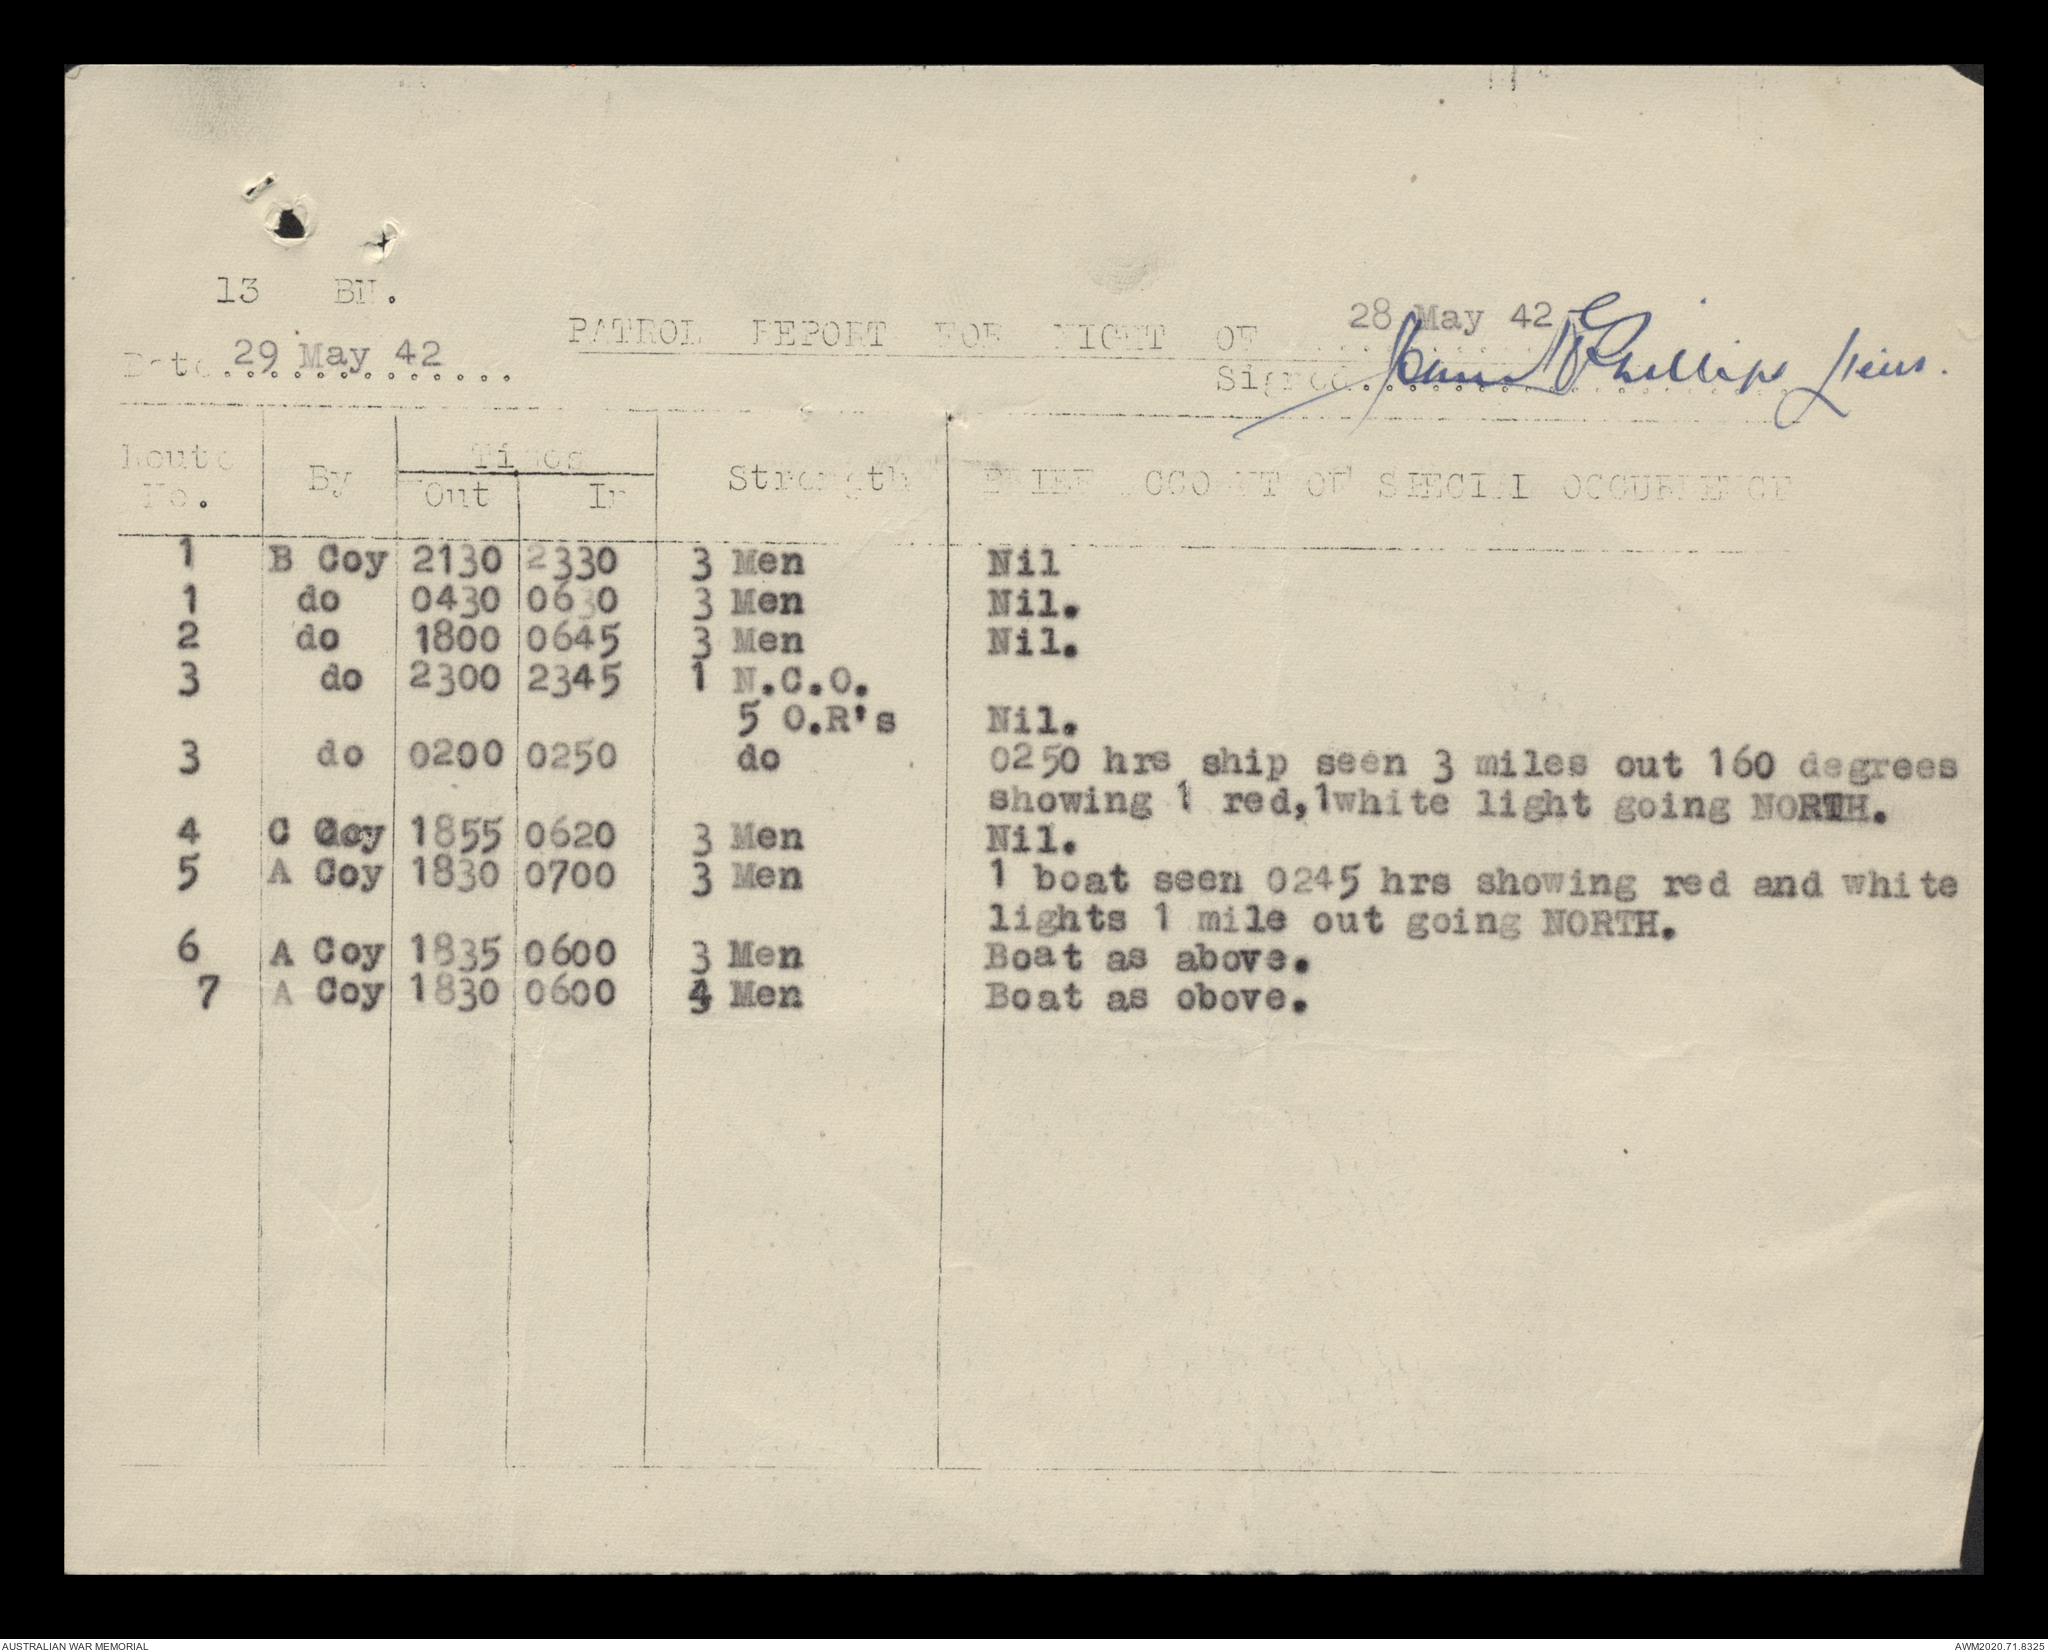 13 BN.
PATROL REPORT FOR NIGHT OF 28 May 42
Date 29 May 42
Signed Phillips Lieut.
Route No. By Times Strength BRIEF ACCOUNT OF SPECIAL OCCURRENCE
Out In
1 B Coy 2130 2330 3 Men Nil
1 do 0430 0630 3 Men Nil.
2 do 1800 0645 3 Men Nil.
3 do 2300 2345 1 N.C.O.
5 O.R's Nil.
3 do 0200 0250 do 0250 hrs ship seen 3 miles out 160 degrees
showing 1 red,1white light going NORTH.
4 C Coy 1855 0620 3 Men Nil.
5 A Coy 1830 0700 3 Men 1 boat seen 0245 hrs showing red and white
lights 1 mile out going NORTH.
6 A Coy 1835 0600 3 Men Boat as above.
7 A Coy 1830 0600 4 Men Boat as obove.
AUSTRALIAN WAR MEMORIAL
AWM2020.71.8325